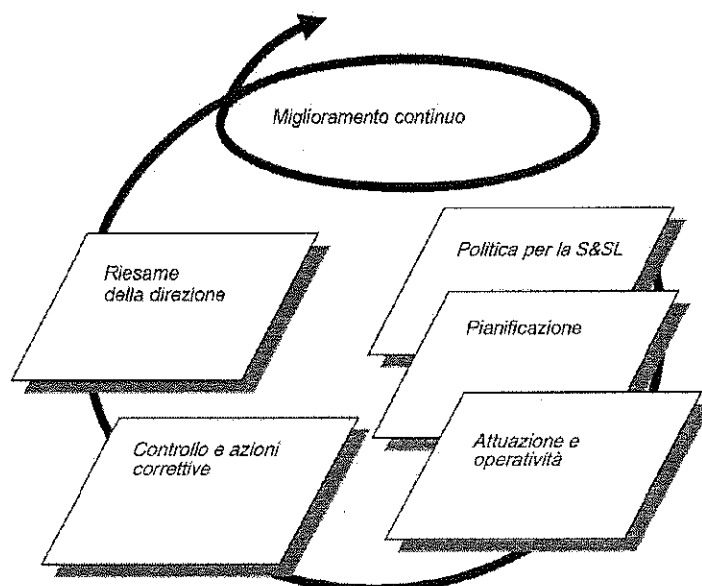 Miglioramento continuo
Politica per la S&SL
Riesame
della direzione
Pianificazione
Controllo e azioni
correttive
Attuazione e
operatività